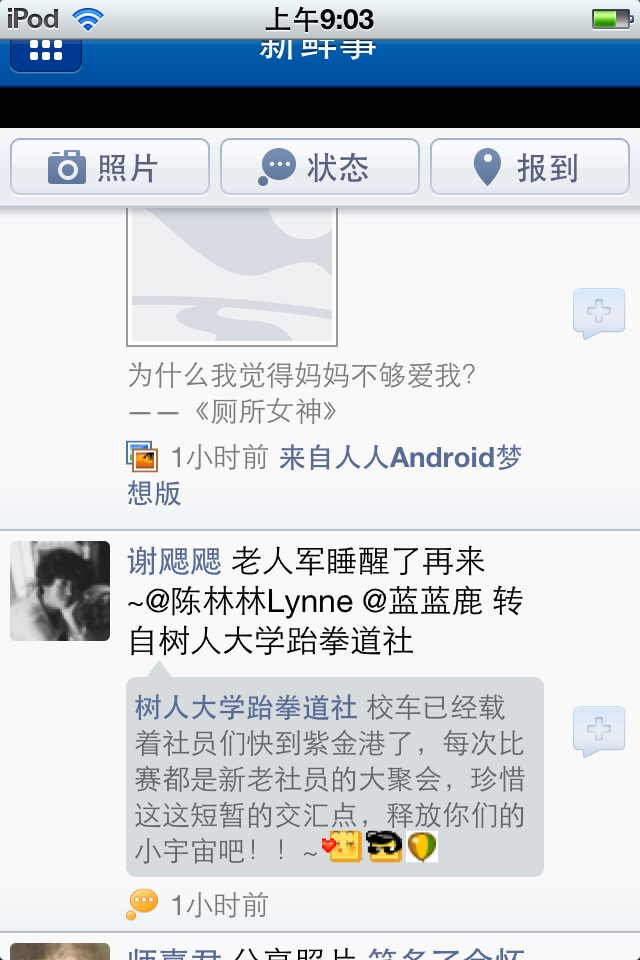 iPod 上午9:03
新鲜事
照片 状态 报到
为什么我觉得妈妈不够爱我?
——《厕所女神》
1小时前 来自人人Android梦
想版
谢飔飔 老人军睡醒了再来
~@陈林林Lynne @蓝蓝鹿 转
自树人大学跆拳道社
树人大学跆拳道社 校车已经载
着社员们快到紫金港了，每次比
赛都是新老社员的大聚会，珍惜
这这短暂的交汇点，释放你们的
小宇宙吧！！~
1小时前
分享照片